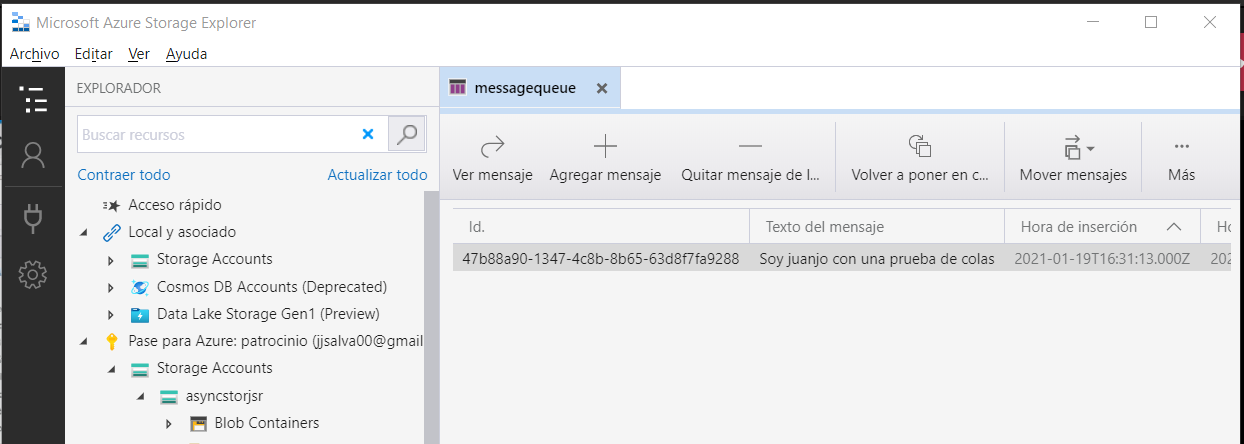 Microsoft Azure Storage Explorer
Archivo Editar Ver Ayuda
EXPLORADOR
Buscar recursos
Contraer todo Actualizar todo
Acceso rápido
Local y asociado
Storage Accounts
Cosmos DB Accounts (Deprecated)
Data Lake Storage Gen1 (Preview)
Pase para Azure: patrocinio (jjsalva00@gmail
Storage Accounts
asyncstorjsr
Blob Containers
messagequeue
Ver mensaje Agregar mensaje Quitar mensaje de l... Volver a poner en c... Mover mensajes Más
Id. Texto del mensaje Hora de inserción Ho
47b88a90-1347-4c8b-8b65-63d8f7fa9288 Soy juanjo con una prueba de colas 2021-01-19T16:31:13.000Z 202